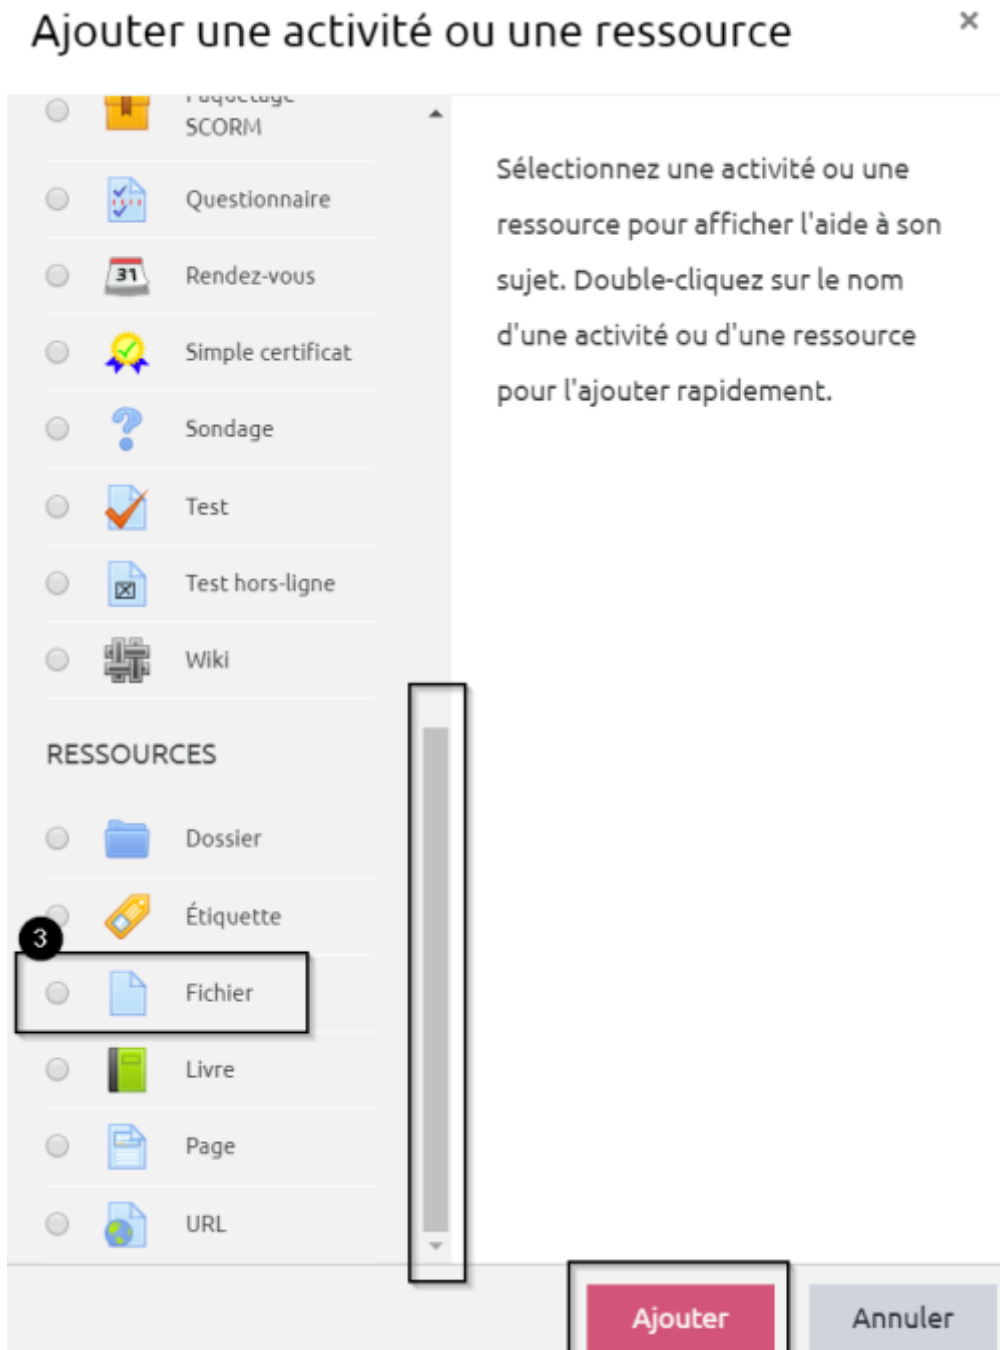 Ajouter une activité ou une ressource
×
Paquetage
SCORM
Questionnaire
31
Rendez-vous
Simple certificat
Sondage
Test
Test hors-ligne
Wiki
RESSOURCES
Dossier
Étiquette
3
Fichier
Livre
Page
URL
Sélectionnez une activité ou une
ressource pour afficher l'aide à son
sujet. Double-cliquez sur le nom
d'une activité ou d'une ressource
pour l'ajouter rapidement.
Ajouter
Annuler